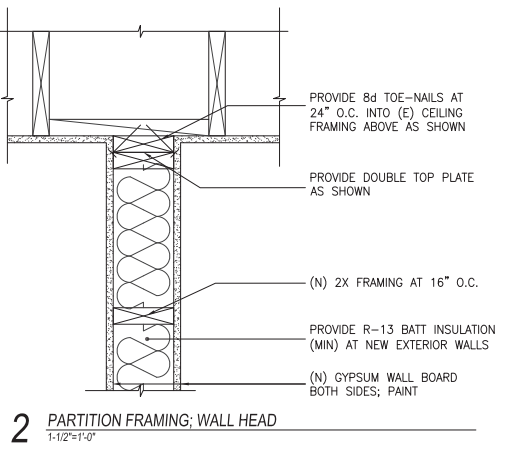 PROVIDE 8d TOE-NAILS AT
24" O.C. INTO (E) CEILING
FRAMING ABOVE AS SHOWN
PROVIDE DOUBLE TOP PLATE
AS SHOWN
(N) 2X FRAMING AT 16" O.C.
PROVIDE R-13 BATT INSULATION
(MIN) AT NEW EXTERIOR WALLS
(N) GYPSUM WALL BOARD
BOTH SIDES; PAINT
2 PARTITION FRAMING; WALL HEAD
1-1/2"=1'-0"